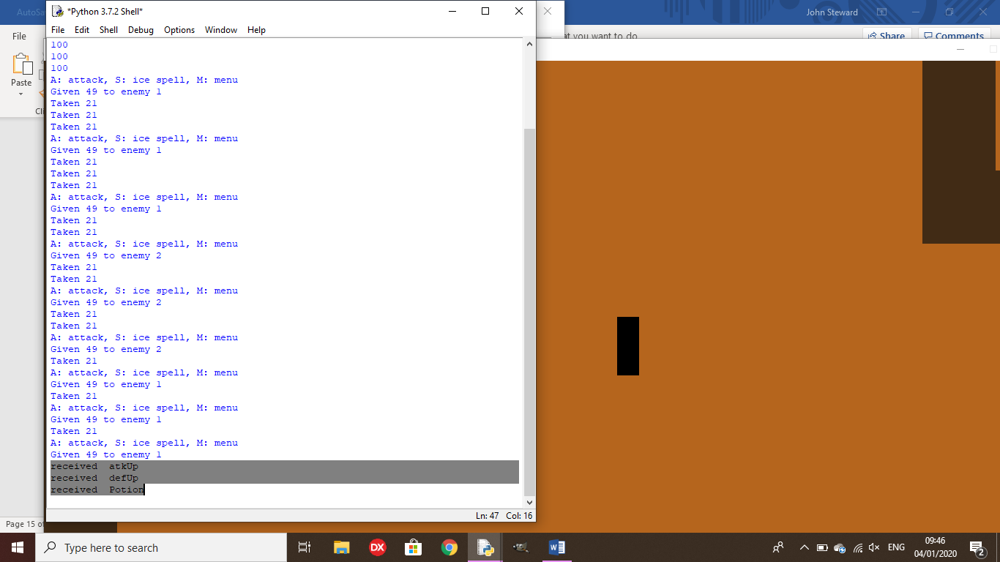 AutoSa
*Python 3.7.2 Shell*
John Steward
File Edit Shell Debug Options Window Help
File
at you want to do
Share
Comments
Paste
100
100
100
A: attack, S: ice spell, M: menu
Given 49 to enemy 1
Taken 21
Taken 21
Taken 21
A: attack, S: ice spell, M: menu
Given 49 to enemy 1
Taken 21
Taken 21
Taken 21
A: attack, S: ice spell, M: menu
Given 49 to enemy 1
Taken 21
Taken 21
A: attack, S: ice spell, M: menu
Given 49 to enemy 2
Taken 21
Taken 21
A: attack, S: ice spell, M: menu
Given 49 to enemy 2
Taken 21
Taken 21
A: attack, S: ice spell, M: menu
Given 49 to enemy 2
Taken 21
A: attack, S: ice spell, M: menu
Given 49 to enemy 1
Taken 21
A: attack, S: ice spell, M: menu
Given 49 to enemy 1
Taken 21
A: attack, S: ice spell, M: menu
Given 49 to enemy 1
received  atkUp
received  defUp
received  Potion
Ln: 47 Col: 16
Page 15 o
Type here to search
DX
W
ENG
09:46
04/01/2020
2